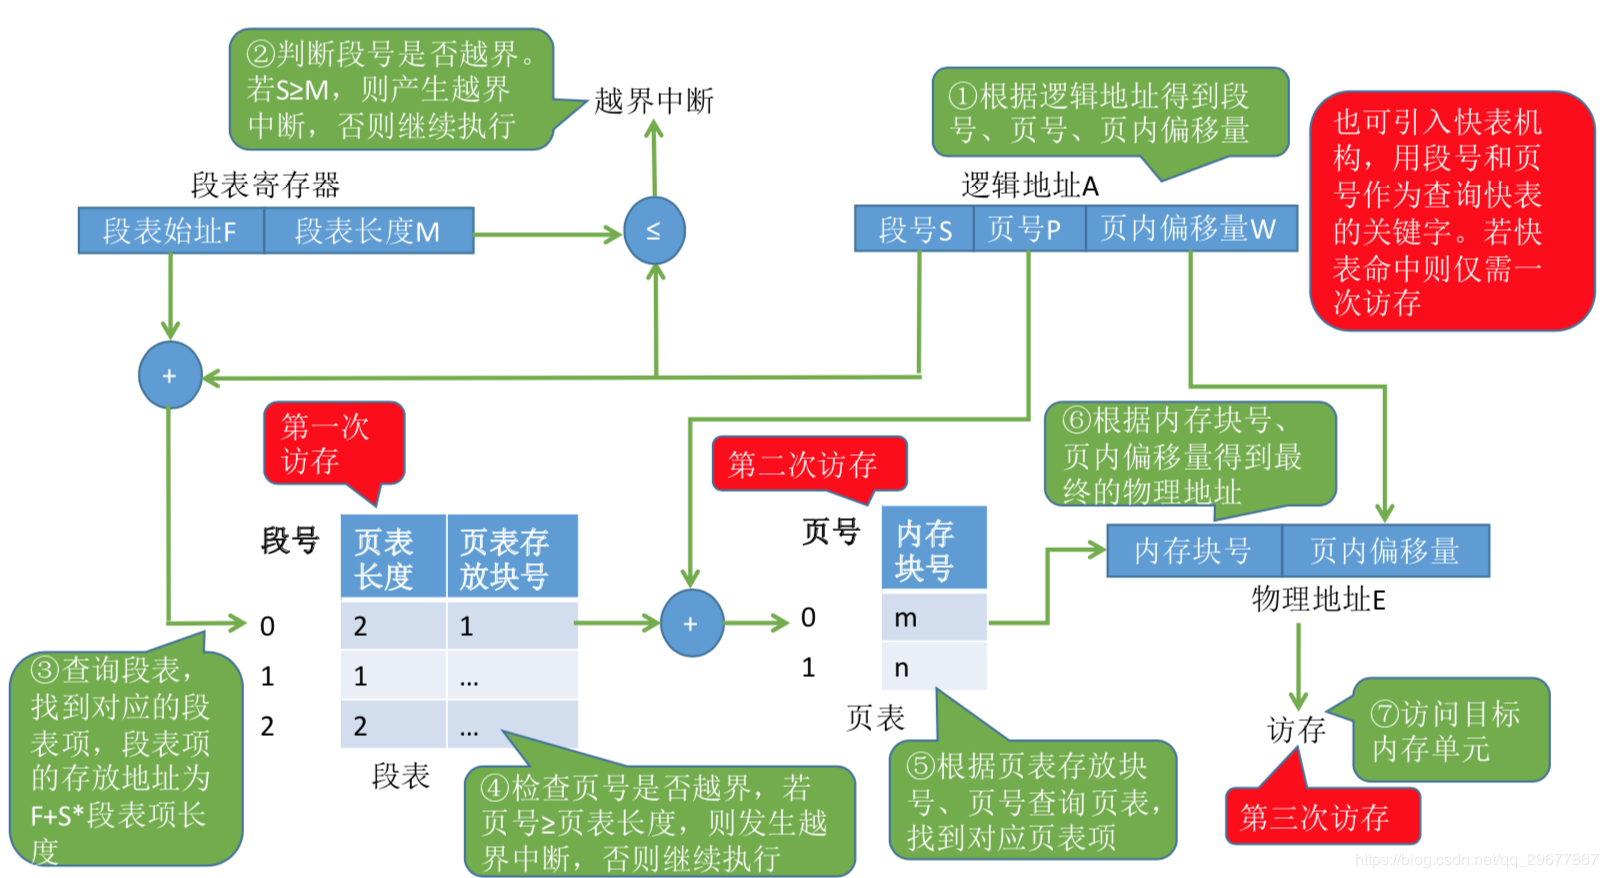 ②判断段号是否越界。
若S≥M，则产生越界
中断，否则继续执行
越界中断
①根据逻辑地址得到段
号、页号、页内偏移量
也可引入快表机
构，用段号和页
号作为查询快表
的关键字。若快
表命中则仅需一
次访存
段表寄存器
段表始址F
段表长度M
≤
逻辑地址A
段号S
页号P
页内偏移量W
+
第一次
访存
第二次访存
⑥根据内存块号、
页内偏移量得到最
终的物理地址
段号
页表
长度
页表存
放块号
0
2
1
1
1
...
2
2
...
段表
+
页号
内存
块号
0
m
1
n
页表
内存块号
页内偏移量
物理地址E
③查询段表，
找到对应的段
表项，段表项
的存放地址为
F+S*段表项长
度
④检查页号是否越界，若
页号≥页表长度，则发生越
界中断，否则继续执行
⑤根据页表存放块
号、页号查询页表，
找到对应页表项
访存
⑦访问目标
内存单元
第三次访存
https://blog.csdn.net/qq_29677867